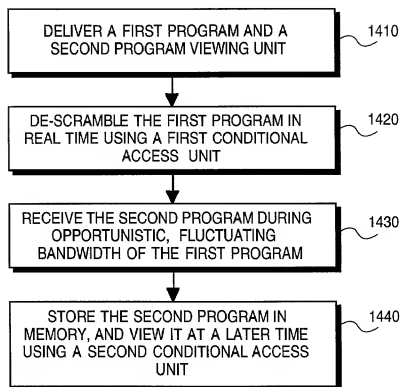 DELIVER A FIRST PROGRAM AND A
SECOND PROGRAM VIEWING UNIT
1410
DE-SCRAMBLE THE FIRST PROGRAM IN
REAL TIME USING A FIRST CONDITIONAL
ACCESS UNIT
1420
RECEIVE THE SECOND PROGRAM DURING
OPPORTUNISTIC, FLUCTUATING
BANDWIDTH OF THE FIRST PROGRAM
1430
STORE THE SECOND PROGRAM IN
MEMORY, AND VIEW IT AT A LATER TIME
USING A SECOND CONDITIONAL ACCESS
UNIT
1440